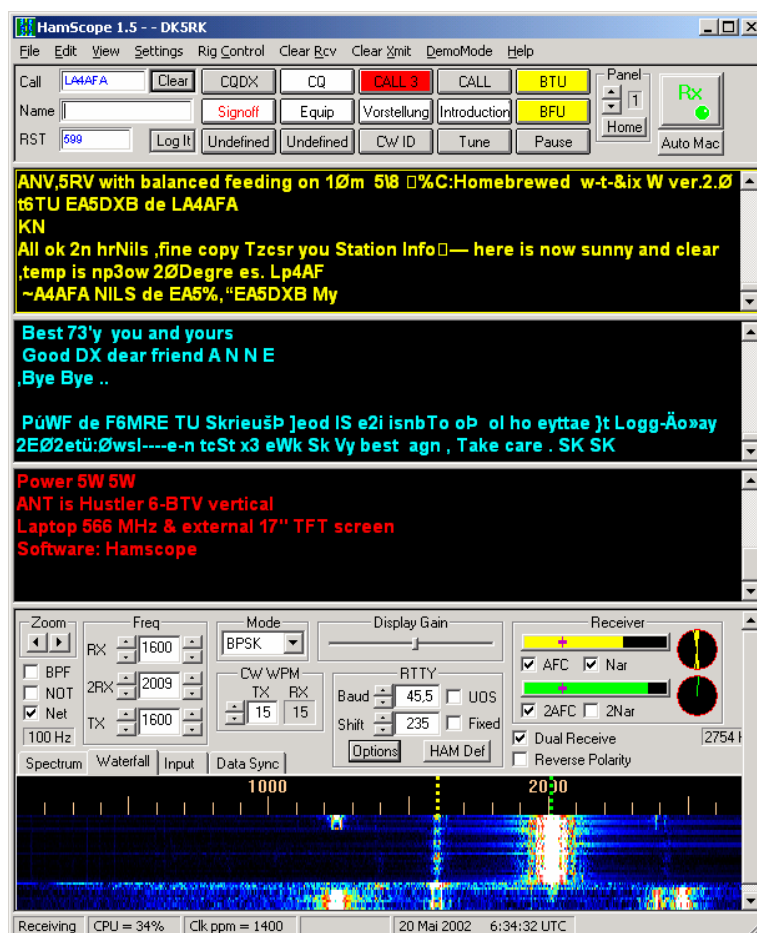 HamScope 1.5 - - DK5RK
File Edit View Settings Rig Control Clear Rcv Clear Xmit DemoMode Help
Call LA4AFA Clear CQDX CQ CALL 3 CALL BTU Panel 1 Rx
Name Signoff Equip Vorstellung Introduction BFU Home
RST 599 Log It Undefined Undefined CW ID Tune Pause Auto Mac
ANV,5RV with balanced feeding on 1Øm 5\8 □%C:Homebrewed w-t-&ix W ver.2.Ø
t6TU EA5DXB de LA4AFA
KN
All ok 2n hrNils ,fine copy Tzcsr you Station Info□— here is now sunny and clear
,temp is np3ow 2ØDegre es. Lp4AF
~A4AFA NILS de EA5%,“EA5DXB My
Best 73'y you and yours
Good DX dear friend A N N E
,Bye Bye ..
PúWF de F6MRE TU SkrieušÞ ]eod IS e2i isnbTo oÞ ol ho eyttae }t Logg-Äo»ay
2EØ2etü:Øwsl----e-n tcSt x3 eWk Sk Vy best agn , Take care . SK SK
Power 5W 5W
ANT is Hustler 6-BTV vertical
Laptop 566 MHz & external 17" TFT screen
Software: Hamscope
Zoom Freq Mode Display Gain Receiver
RX 1600 BPSK
BPF CW WPM RTTY AFC Nar
NOT 2RX 2009 TX RX Baud 45,5 UOS
Net TX 1600 15 15 Shift 235 Fixed 2AFC 2Nar
100 Hz Options HAM Def Dual Receive 2754 H
Spectrum Waterfall Input Data Sync Reverse Polarity
1000 2000
Receiving CPU = 34% Clk ppm = 1400 20 Mai 2002 6:34:32 UTC